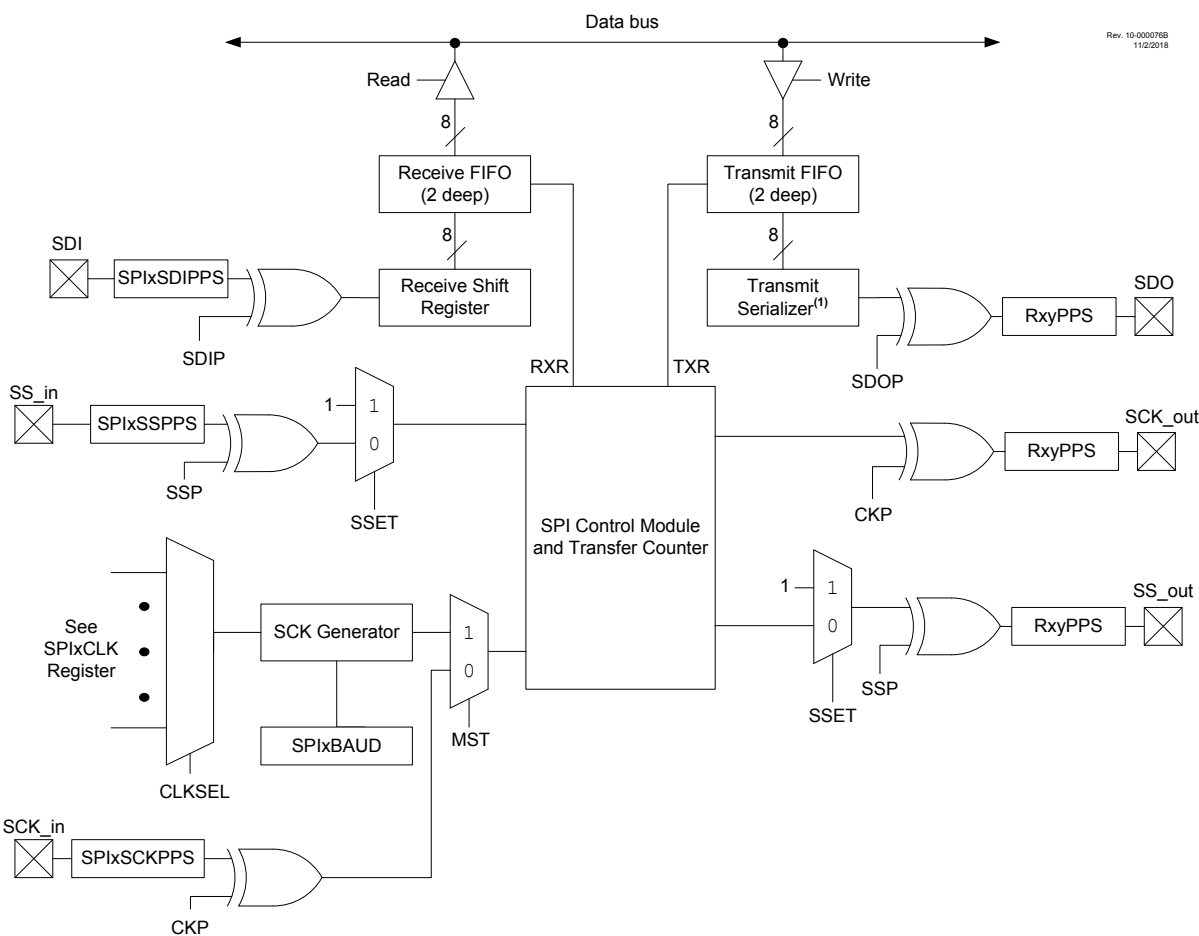 Data bus
Rev. 10-000076B
11/2/2018
Read
Write
8
8
Receive FIFO
(2 deep)
Transmit FIFO
(2 deep)
8
8
SDI
SPIxSDIPPS
Receive Shift
Register
Transmit
Serializer(1)
SDO
RxyPPS
SDIP
SDOP
RXR
TXR
SS_in
SPIxSSPPS
1
1
0
SSP
SSET
SCK_out
RxyPPS
CKP
SPI Control Module
and Transfer Counter
See
SPIxCLK
Register
SCK Generator
1
0
SPIxBAUD
MST
CLKSEL
1
1
0
SS_out
RxyPPS
SSP
SSET
SCK_in
SPIxSCKPPS
CKP